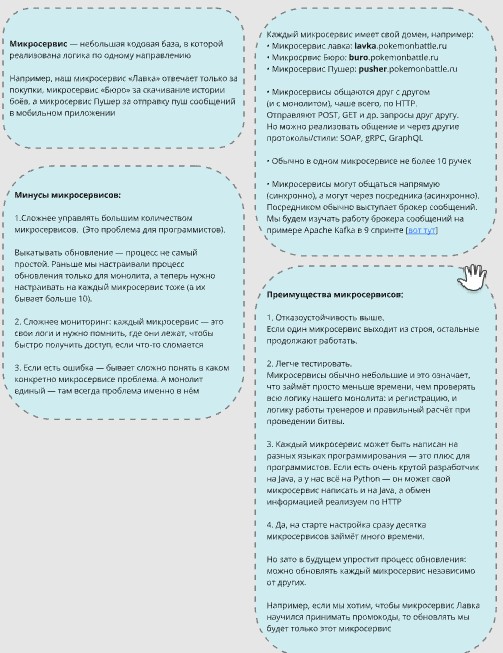 Микросервис — небольшая кодовая база, в которой
реализована логика по одному направлению
Например, наш микросервис «Лавка» отвечает только за
покупки, микросервис «Бюро» за скачивание истории
боёв, а микросервис Пушер за отправку пуш сообщений
в мобильном приложении
Минусы микросервисов:
1.Сложнее управлять большим количеством
микросервисов. (Это проблема для программистов).
Выкатывать обновление — процесс не самый
простой. Раньше мы настраивали процесс
обновления только для монолита, а теперь нужно
настраивать на каждый микросервис тоже (а их
бывает больше 10).
2. Сложнее мониторинг: каждый микросервис — это
свои логи и нужно помнить, где они лежат, чтобы
быстро получить доступ, если что-то сломается
3. Если есть ошибка — бывает сложно понять в каком
конкретно микросервисе проблема. А монолит
единый — там всегда проблема именно в нём
Каждый микросервис имеет свой домен, например:
• Микросервис лавка: lavka.pokemonbattle.ru
• Микросрвис Бюро: buro.pokemonbattle.ru
• Микросервис Пушер: pusher.pokemonbattle.ru
• Микросервисы общаются друг с другом
(и с монолитом), чаще всего, по HTTP.
Отправляют POST, GET и др. запросы друг другу.
Но можно реализовать общение и через другие
протоколы/стили: SOAP, gRPC, GraphQL
• Обычно в одном микросервисе не более 10 ручек
• Микросервисы могут общаться напрямую
(синхронно), а могут через посредника (асинхронно).
Посредником обычно выступает брокер сообщений.
Мы будем изучать работу брокера сообщений на
примере Apache Kafka в 9 спринте [вот тут]
Преимущества микросервисов:
1. Отказоустойчивость выше.
Если один микросервис выходит из строя, остальные
продолжают работать.
2. Легче тестировать.
Микросервисы обычно небольшие и это означает,
что займёт просто меньше времени, чем проверять
всю логику нашего монолита: и регистрацию, и
логику работы тренеров и правильный расчёт при
проведении битвы.
3. Каждый микросервис может быть написан на
разных языках программирования — это плюс для
программистов. Если есть очень крутой разработчик
на Java, а у нас всё на Python — он может свой
микросервис написать и на Java, а обмен
информацией реализуем по HTTP
4. Да, на старте настройка сразу десятка
микросервисов займёт много времени.
Но зато в будущем упростит процесс обновления:
можно обновлять каждый микросервис независимо
от других.
Например, если мы хотим, чтобы микросервис Лавка
научился принимать промокоды, то обновлять мы
будет только этот микросервис